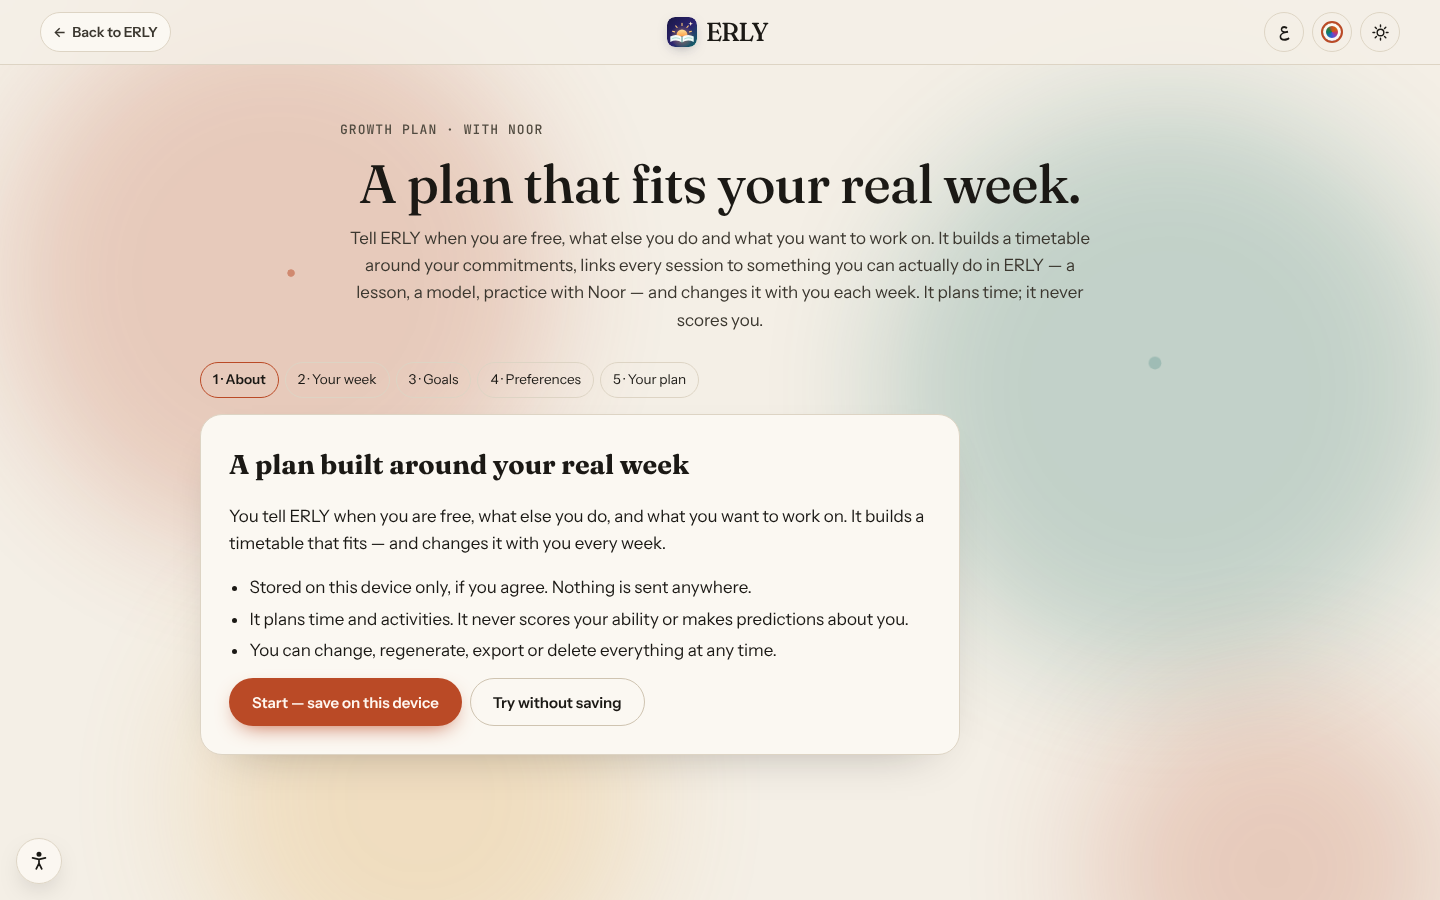 ← Back to ERLY
ERLY
ع
GROWTH PLAN · WITH NOOR
A plan that fits your real week.
Tell ERLY when you are free, what else you do and what you want to work on. It builds a timetable
around your commitments, links every session to something you can actually do in ERLY — a
lesson, a model, practice with Noor — and changes it with you each week. It plans time; it never
scores you.
1 · About
2 · Your week
3 · Goals
4 · Preferences
5 · Your plan
A plan built around your real week
You tell ERLY when you are free, what else you do, and what you want to work on. It builds a
timetable that fits — and changes it with you every week.
• Stored on this device only, if you agree. Nothing is sent anywhere.
• It plans time and activities. It never scores your ability or makes predictions about you.
• You can change, regenerate, export or delete everything at any time.
Start — save on this device
Try without saving